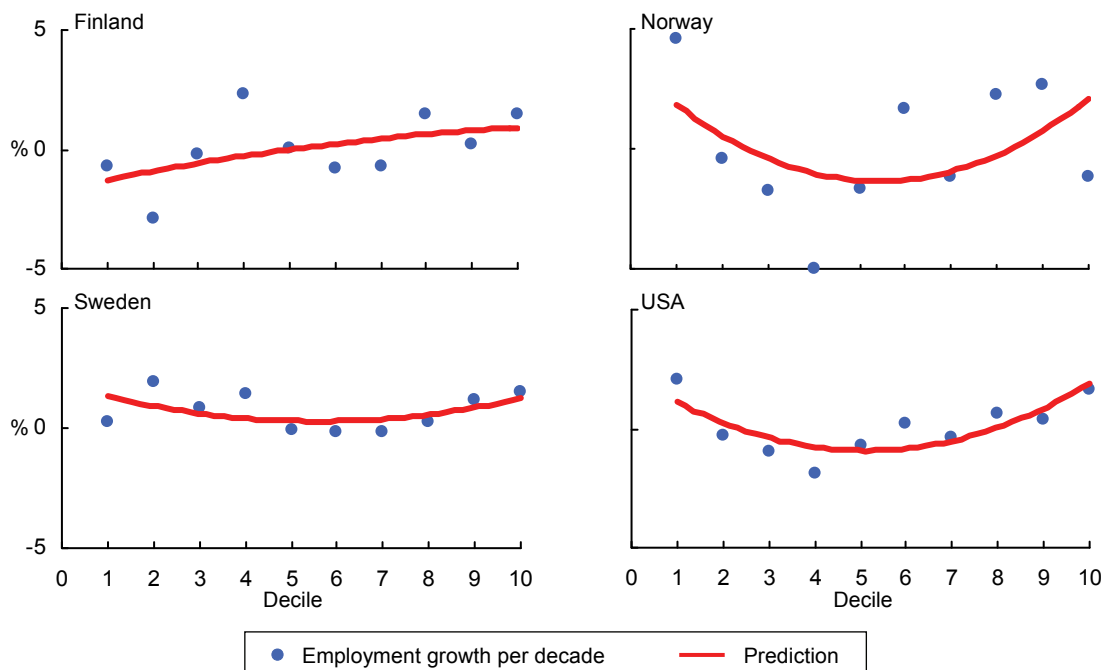 5 Finland Norway
% 0
-5
5 Sweden USA
% 0
-5
0 1 2 3 4 5 6 7 8 9 10 0 1 2 3 4 5 6 7 8 9 10
Decile Decile
Employment growth per decade Prediction